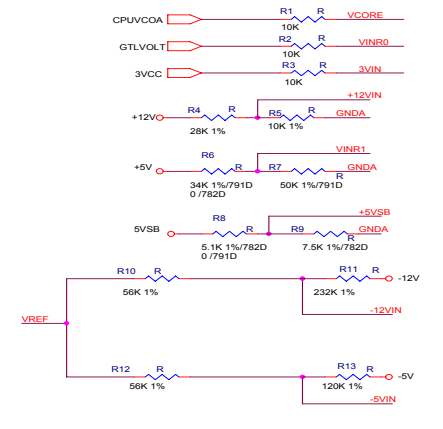 R1 R VCORE
CPUVCOA
10K
R2 R VINR0
GTLVOLT
10K
R3 R 3VIN
3VCC
10K
+12VIN
R4 R R5 R GNDA
+12V
28K 1% 10K 1%
VINR1
R6
+5V R R7 GNDA
R
34K 1%/791D 50K 1%/791D
0 /782D
+5VSB
R8 R R9 GNDA
5VSB
R
5.1K 1%/782D 7.5K 1%/782D
0 /791D
R10 R R11 R -12V
56K 1% 232K 1%
-12VIN
VREF
R12 R R13 R -5V
56K 1% 120K 1%
-5VIN